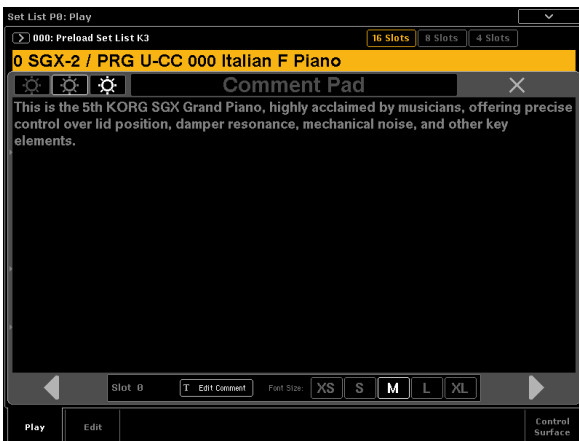 Set List P0: Play
000: Preload Set List K3
16 Slots
8 Slots
4 Slots
0 SGX-2 / PRG U-CC 000 Italian F Piano
Comment Pad
This is the 5th KORG SGX Grand Piano, highly acclaimed by musicians, offering precise
control over lid position, damper resonance, mechanical noise, and other key
elements.
Slot 0
T Edit Comment
Font Size:
XS
S
M
L
XL
Play
Edit
Control
Surface